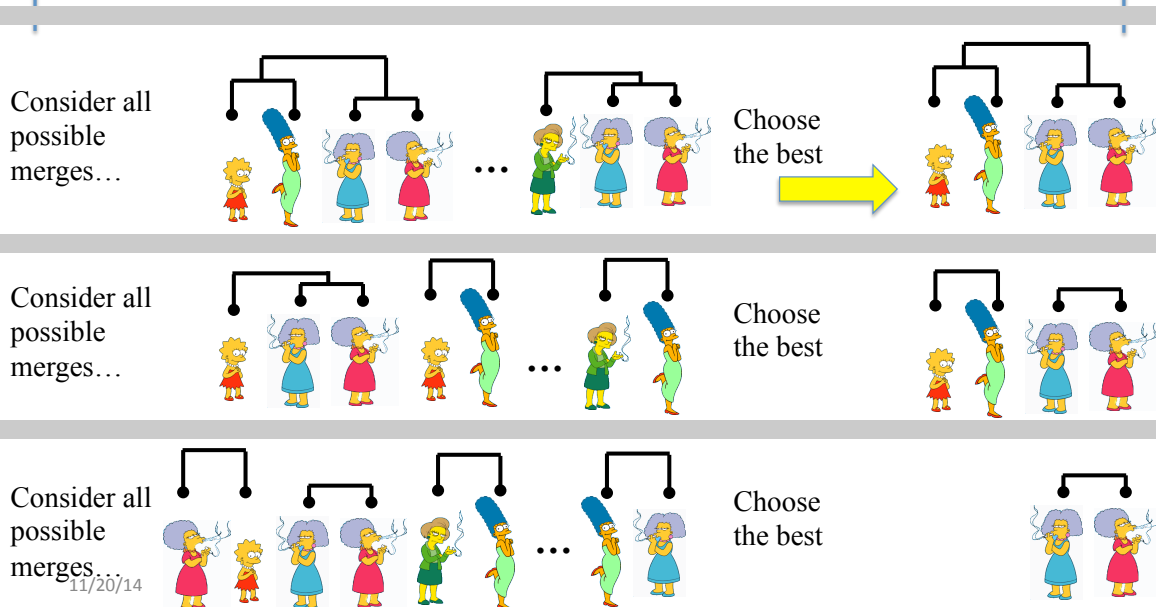 Consider all
possible
merges…
...
Choose
the best
Consider all
possible
merges…
...
Choose
the best
Consider all
possible
merges…
...
Choose
the best
11/20/14